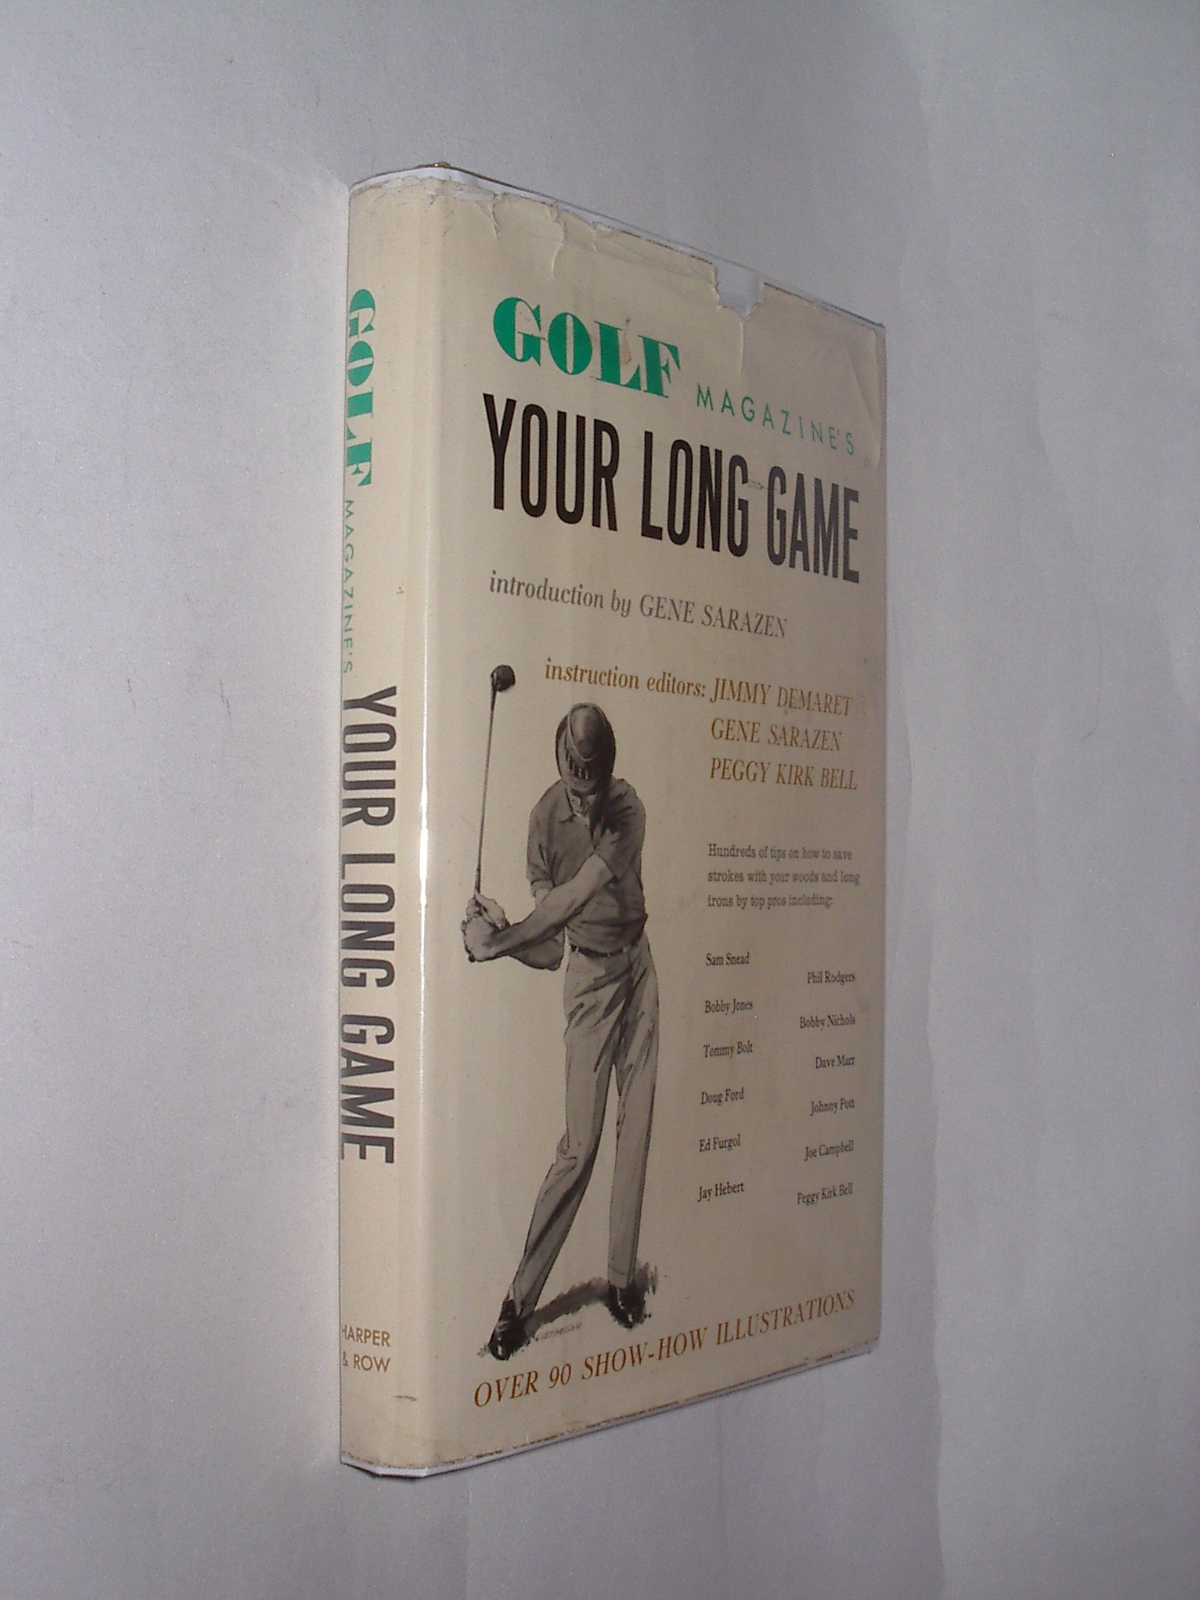 GOLF MAGAZINE'S
YOUR LONG GAME
introduction by GENE SARAZEN
instruction editors: JIMMY DEMARET
GENE SARAZEN
PEGGY KIRK BELL
Hundreds of tips on how to save
strokes with your woods and long
irons by top pros including:
Sam Snead
Bobby Jones
Tommy Bolt
Doug Ford
Ed Furgol
Jay Hebert
Phil Rodgers
Bobby Nichols
Dave Marr
Johnny Pott
Joe Campbell
Peggy Kirk Bell
OVER 90 SHOW-HOW ILLUSTRATIONS
GOLF MAGAZINE'S YOUR LONG GAME
HARPER
& ROW